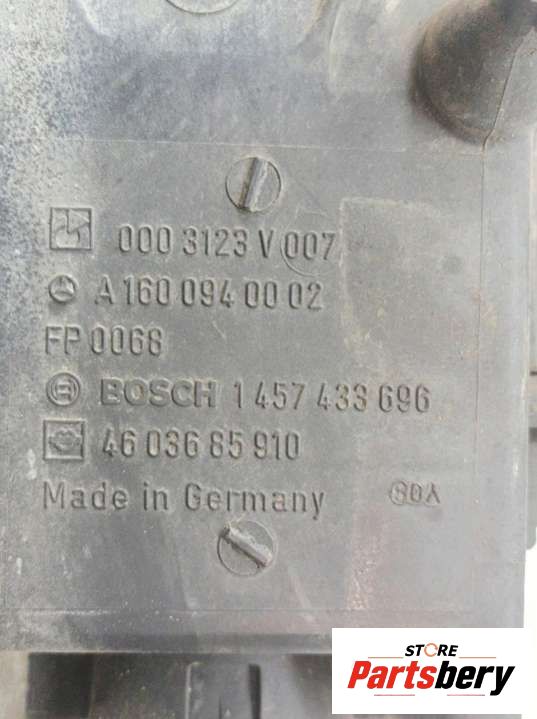 000 3123 V 007
A 160 094 00 02
FP 0068
BOSCH 1 457 433 696
46 036 85 910
Made in Germany
STORE
Partsbery